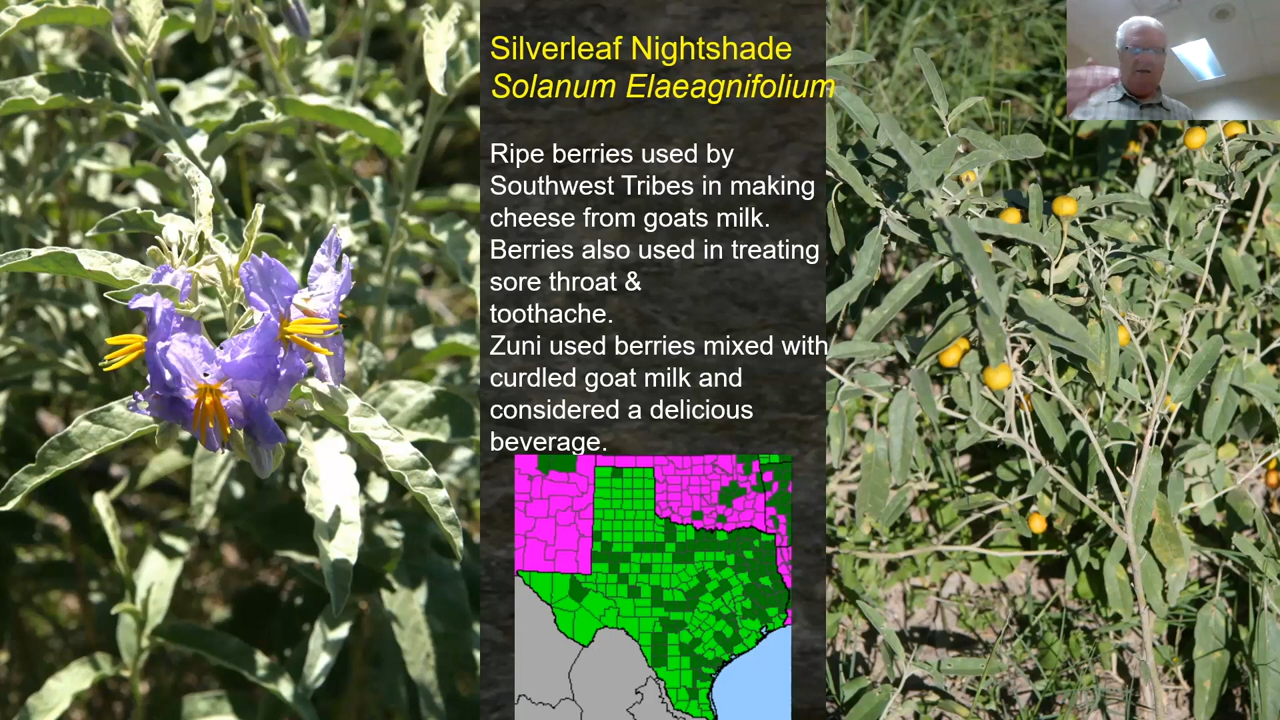 Silverleaf Nightshade
Solanum Elaeagnifolium
Ripe berries used by
Southwest Tribes in making
cheese from goats milk.
Berries also used in treating
sore throat &
toothache.
Zuni used berries mixed with
curdled goat milk and
considered a delicious
beverage.